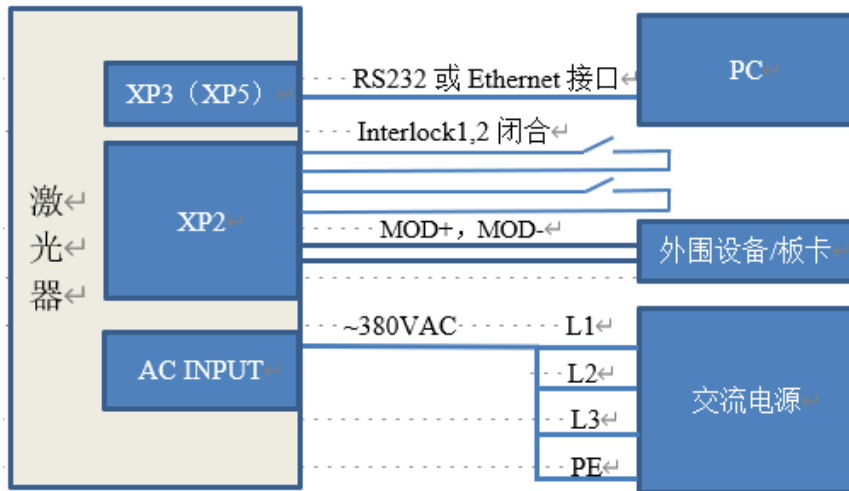 激光器
XP3（XP5）
RS232 或 Ethernet 接口
PC
Interlock1,2 闭合
XP2
MOD+，MOD-
外围设备/板卡
~380VAC
L1
AC INPUT
L2
交流电源
L3
PE